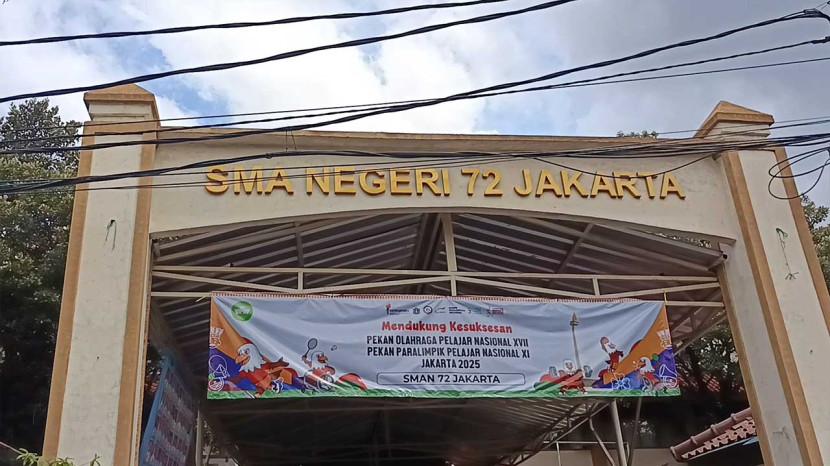 SMA NEGERI 72 JAKARTA
Mendukung Kesuksesan
PEKAN OLAHRAGA PELAJAR NASIONAL XVII
PEKAN PARALIMPIK PELAJAR NASIONAL XI
JAKARTA 2025
SMAN 72 JAKARTA